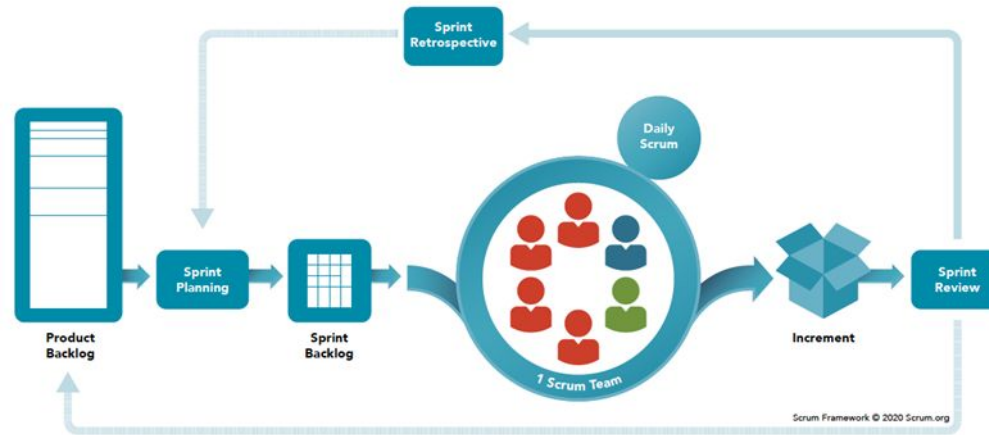 Sprint
Retrospective
Daily
Scrum
Sprint
Planning
Sprint
Review
Product
Backlog
Sprint
Backlog
1 Scrum Team
Increment
Scrum Framework © 2020 Scrum.org